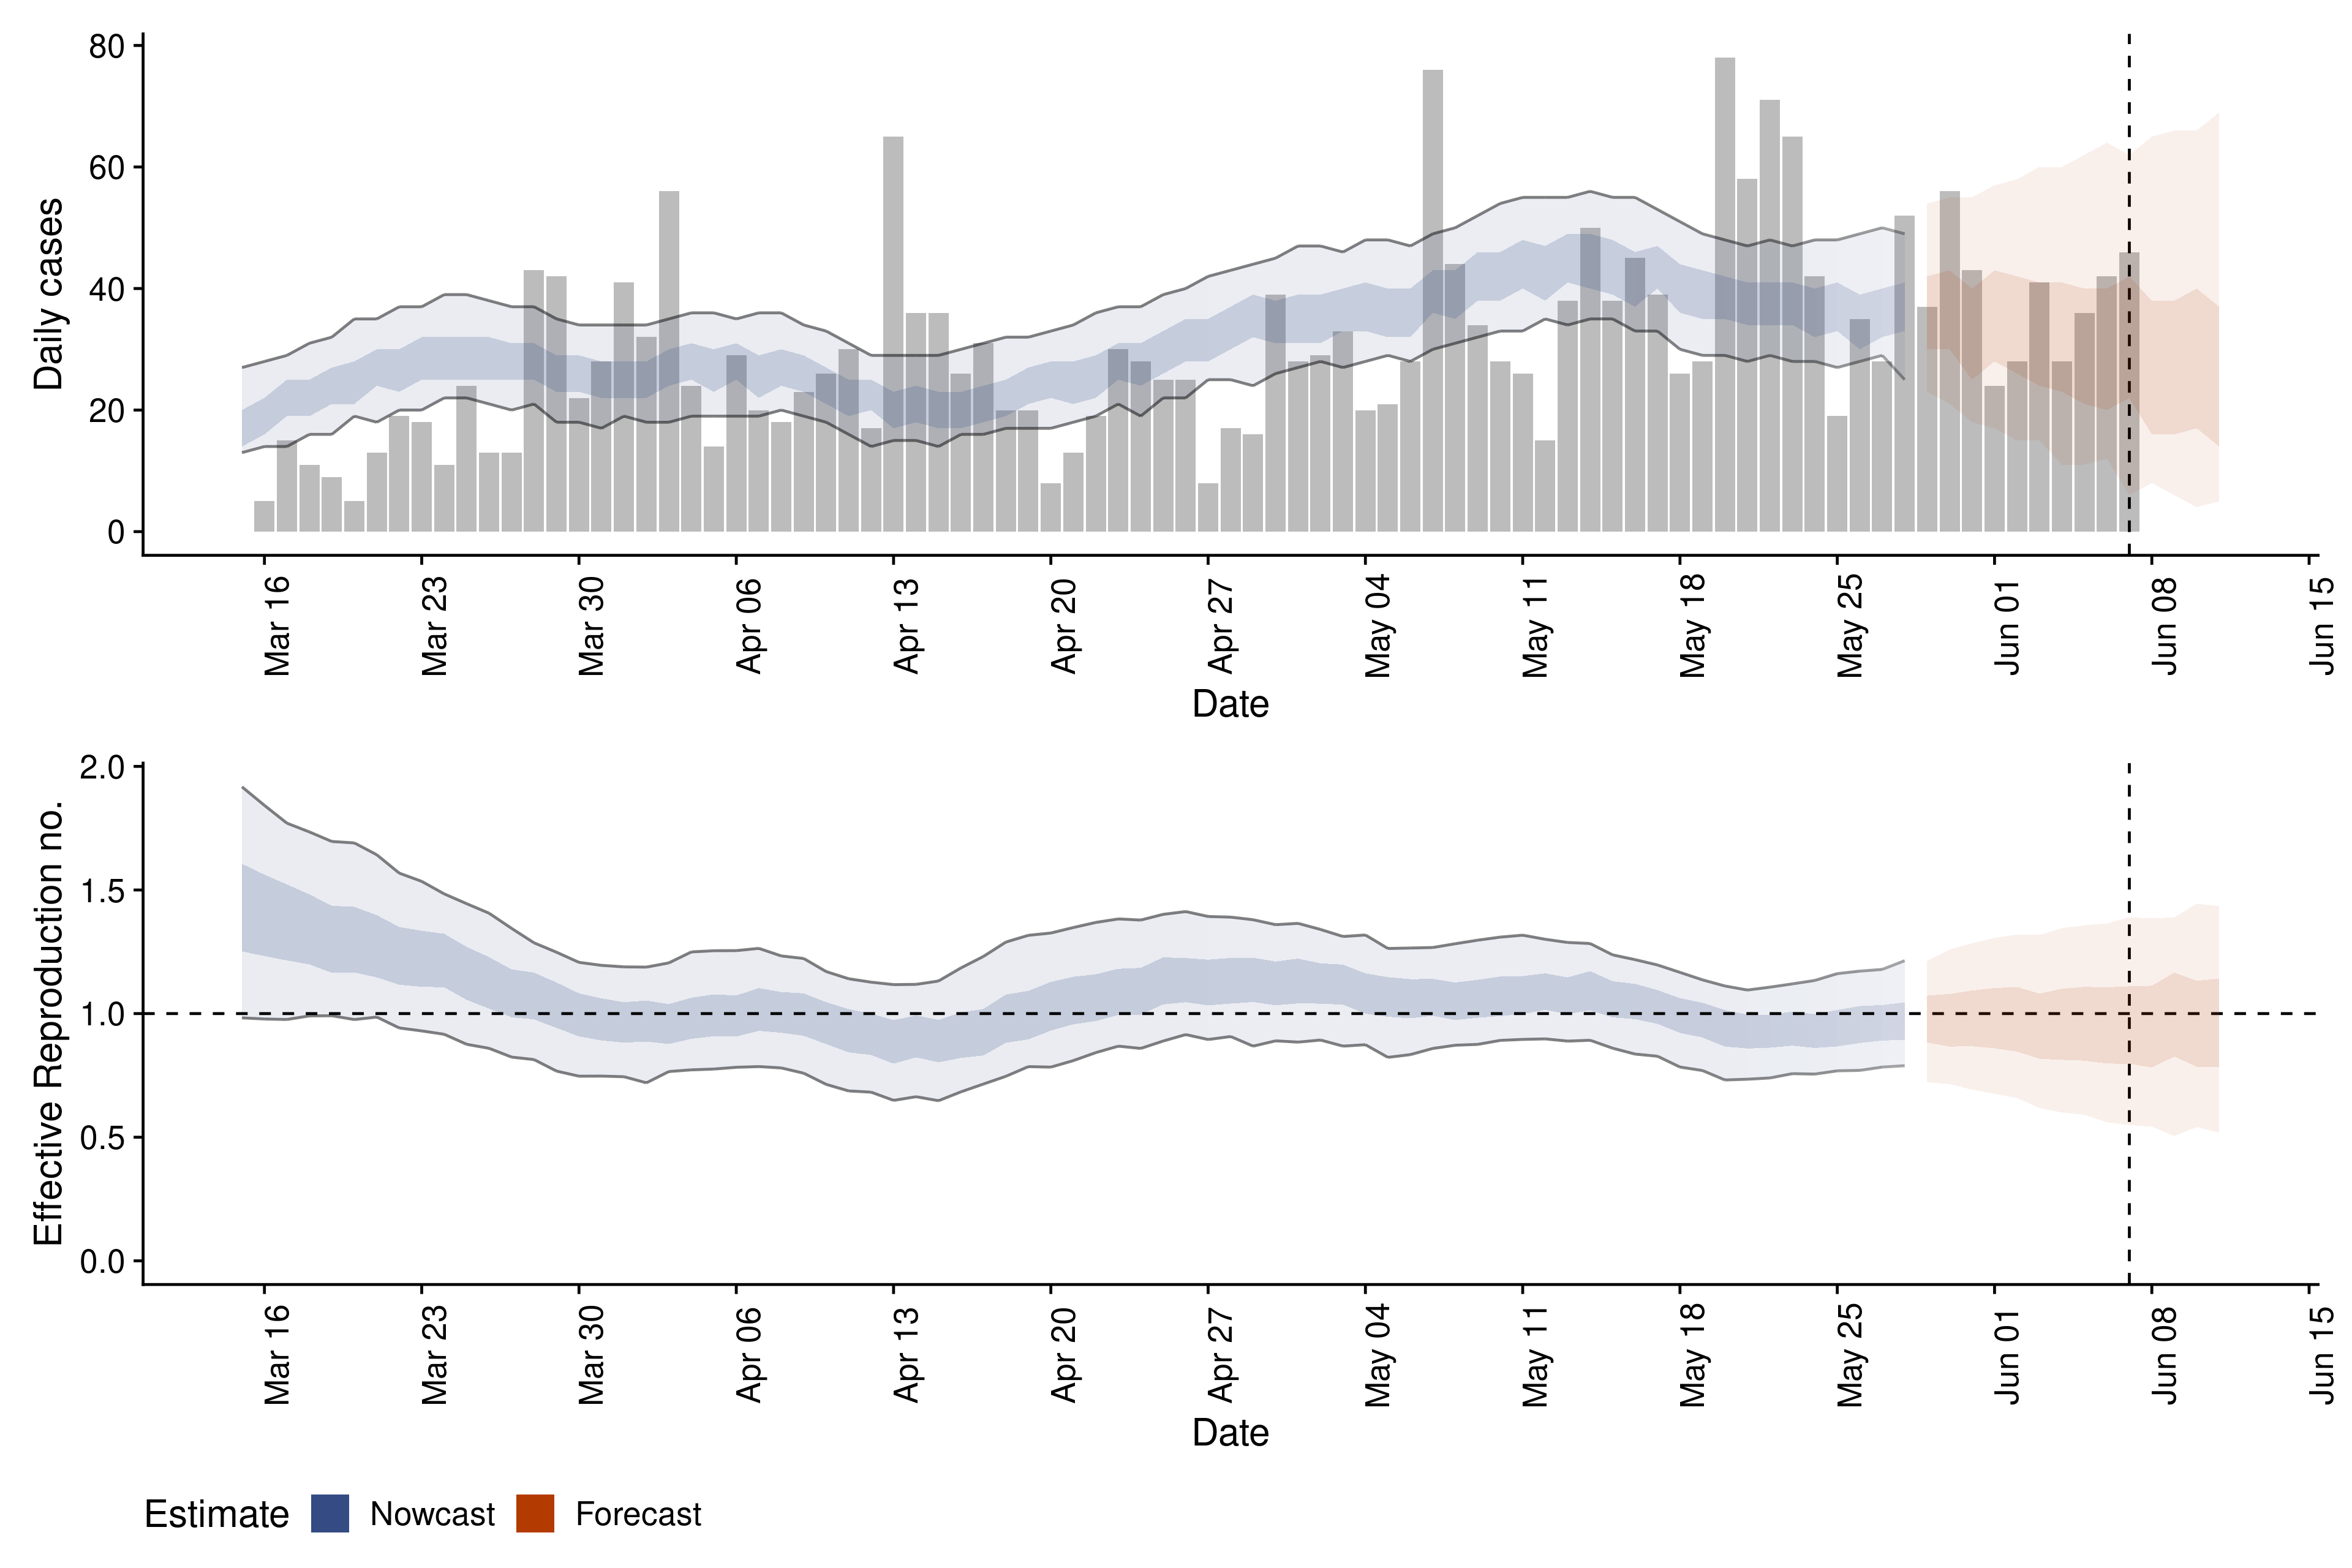 Daily cases
80
60
40
20
0
Mar 16
Mar 23
Mar 30
Apr 06
Apr 13
Apr 20
Apr 27
May 04
May 11
May 18
May 25
Jun 01
Jun 08
Jun 15
Date
Effective Reproduction no.
2.0
1.5
1.0
0.5
0.0
Mar 16
Mar 23
Mar 30
Apr 06
Apr 13
Apr 20
Apr 27
May 04
May 11
May 18
May 25
Jun 01
Jun 08
Jun 15
Date
Estimate Nowcast Forecast